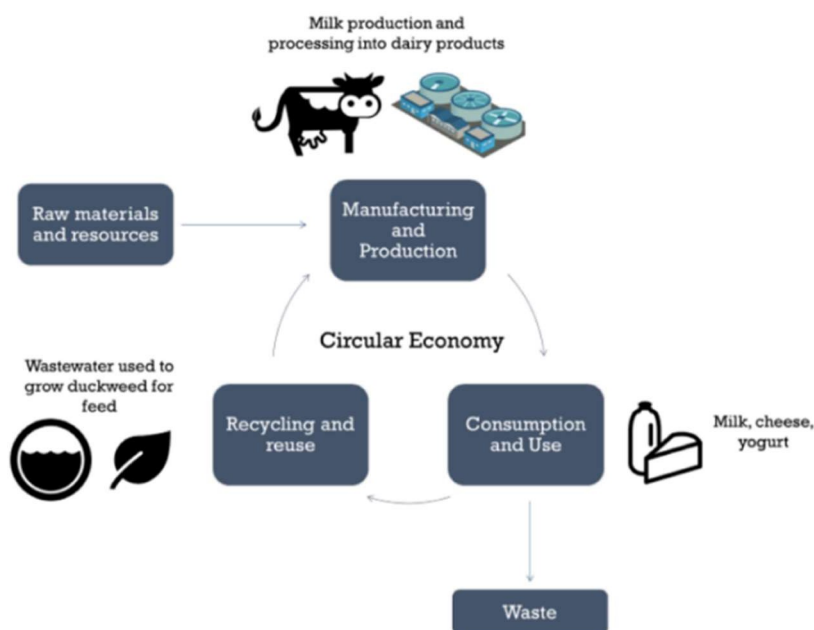 Milk production and
processing into dairy products
Raw materials
and resources
Manufacturing
and
Production
Circular Economy
Wastewater used to
grow duckweed for
feed
Recycling and
reuse
Consumption
and Use
Milk, cheese,
yogurt
Waste